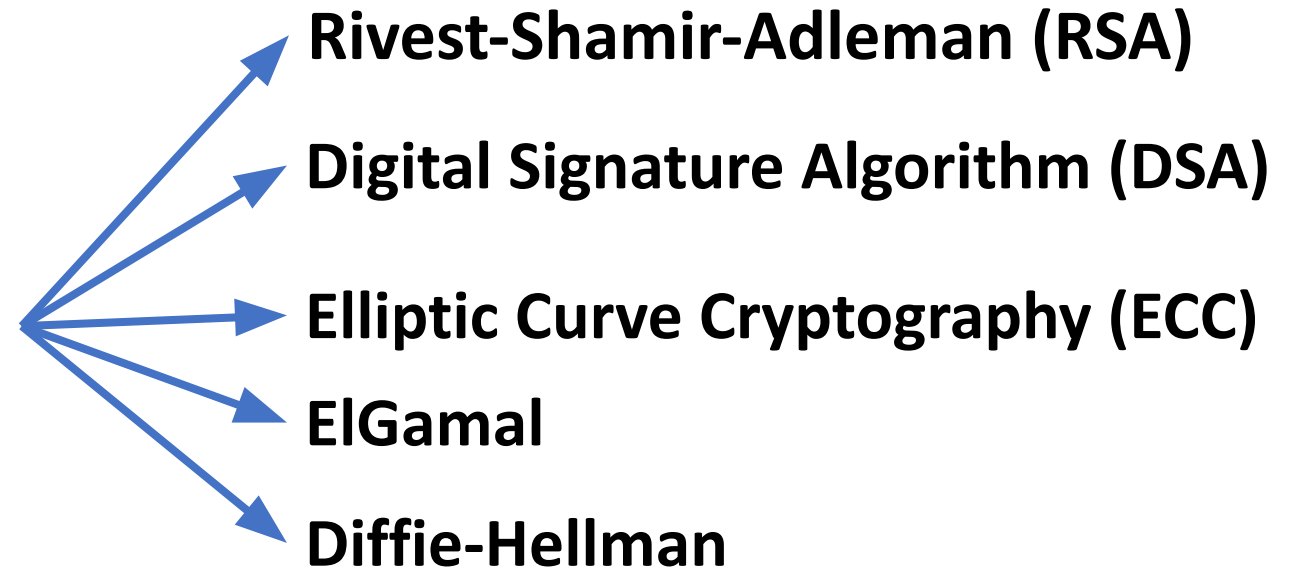 Rivest-Shamir-Adleman (RSA)
Digital Signature Algorithm (DSA)
Elliptic Curve Cryptography (ECC)
ElGamal
Diffie-Hellman